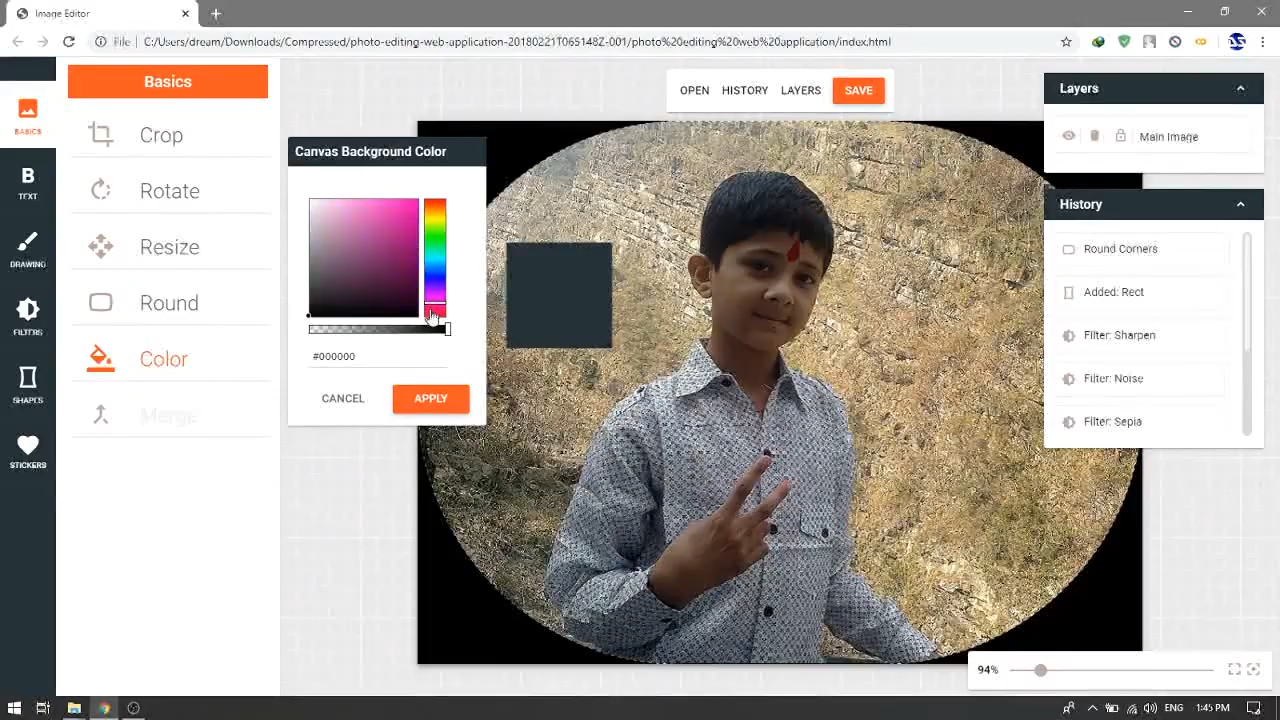 Image Editor
File
C:/Users/dream/Downloads/Compressed/photo-editing-web-application-20180221T065148Z-001/photo%20editing%20web%20application/index.html
Basics
OPEN HISTORY LAYERS SAVE
Layers
BASICS
Crop
Main Image
Canvas Background Color
TEXT
Rotate
History
DRAWING
Resize
Round Corners
Added: Rect
FILTERS
Round
Filter: Sharpen
#000000
Color
Filter: Noise
SHAPES
CANCEL APPLY
Merge
Filter: Sepia
STICKERS
94%
ENG 1:45 PM